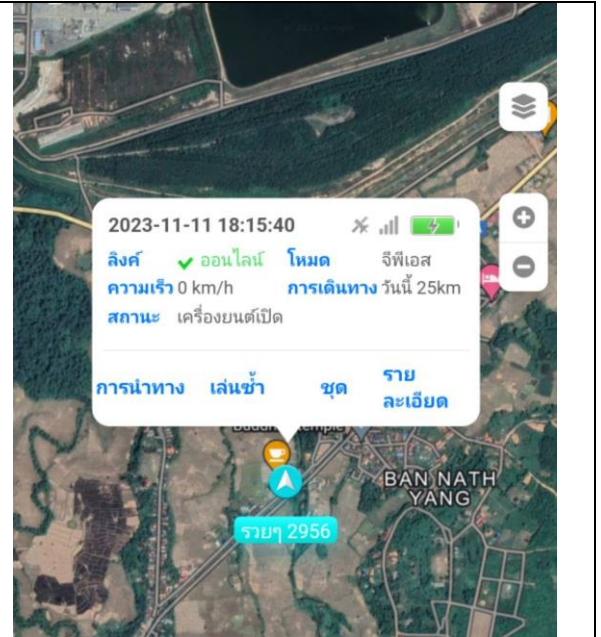 2023-11-11 18:15:40
ลิงค์ ออนไลน์ โหมด จีพีเอส
ความเร็ว 0 km/h การเดินทาง วันนี้ 25km
สถานะ เครื่องยนต์เปิด
การนำทาง เล่นซ้ำ ชุด ราย
ละเอียด
BAN NATH
YANG
รวยๆ 2956